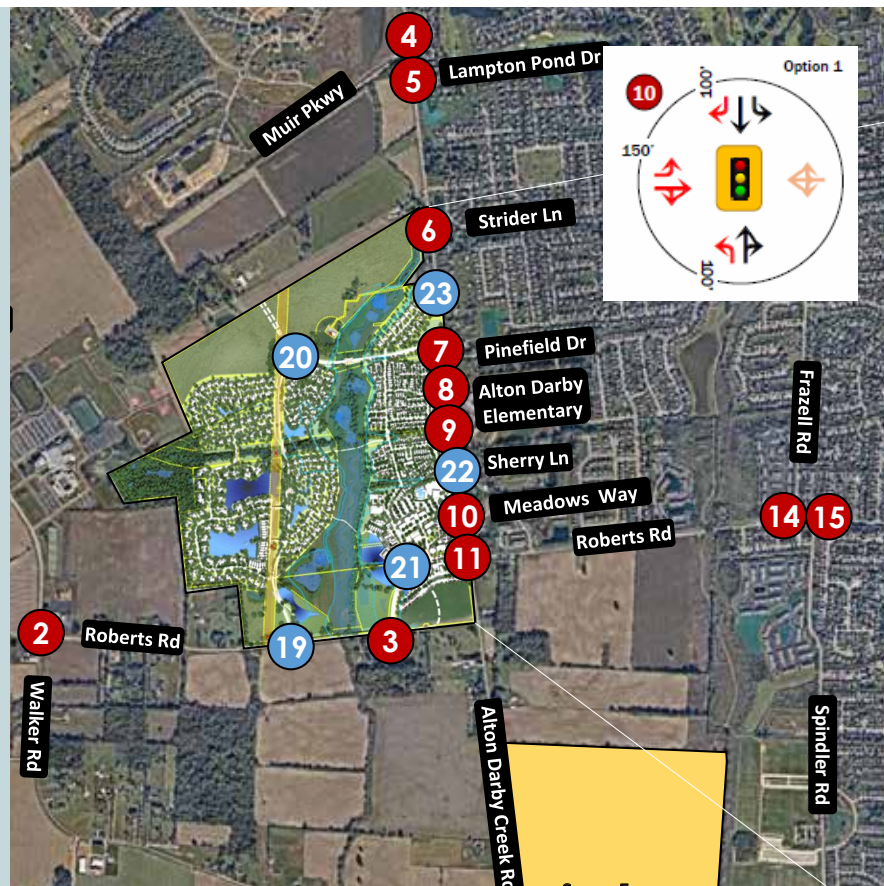 4
5
Lampton Pond Dr
Muir Pkwy
10
Option 1
100'
150'
100'
6
Strider Ln
23
20
7
Pinefield Dr
8
Alton Darby
Elementary
9
Frazell Rd
22
Sherry Ln
10
Meadows Way
14
15
11
Roberts Rd
21
2
Roberts Rd
19
3
Walker Rd
Alton Darby Creek Rd
Spindler Rd